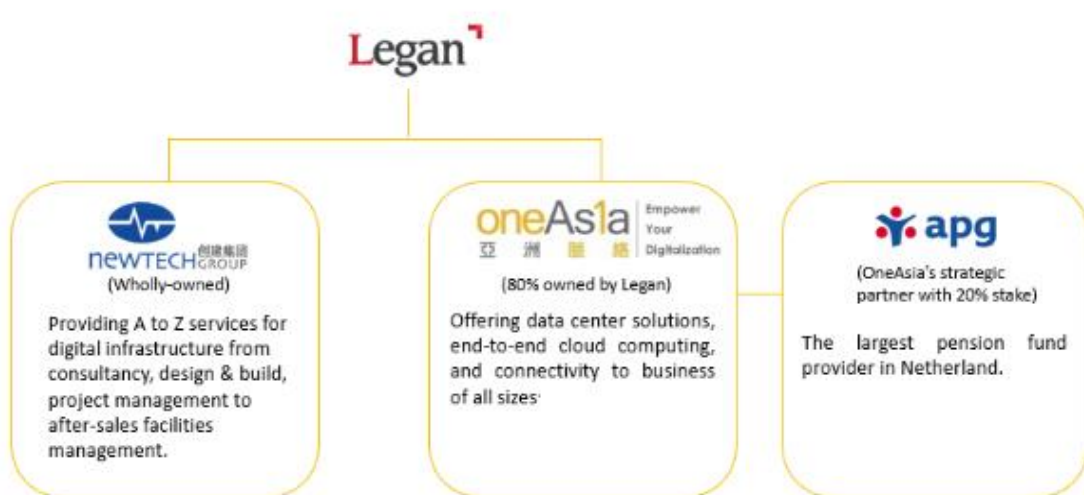 Legan
newTECH 创建集团
GROUP
(Wholly-owned)
Providing A to Z services for
digital infrastructure from
consultancy, design & build,
project management to
after-sales facilities
management.
oneAs1a
亞洲脈絡
Empower
Your
Digitalization
(80% owned by Legan)
Offering data center solutions,
end-to-end cloud computing,
and connectivity to business
of all sizes.
apg
(OneAsia's strategic
partner with 20% stake)
The largest pension fund
provider in Netherland.